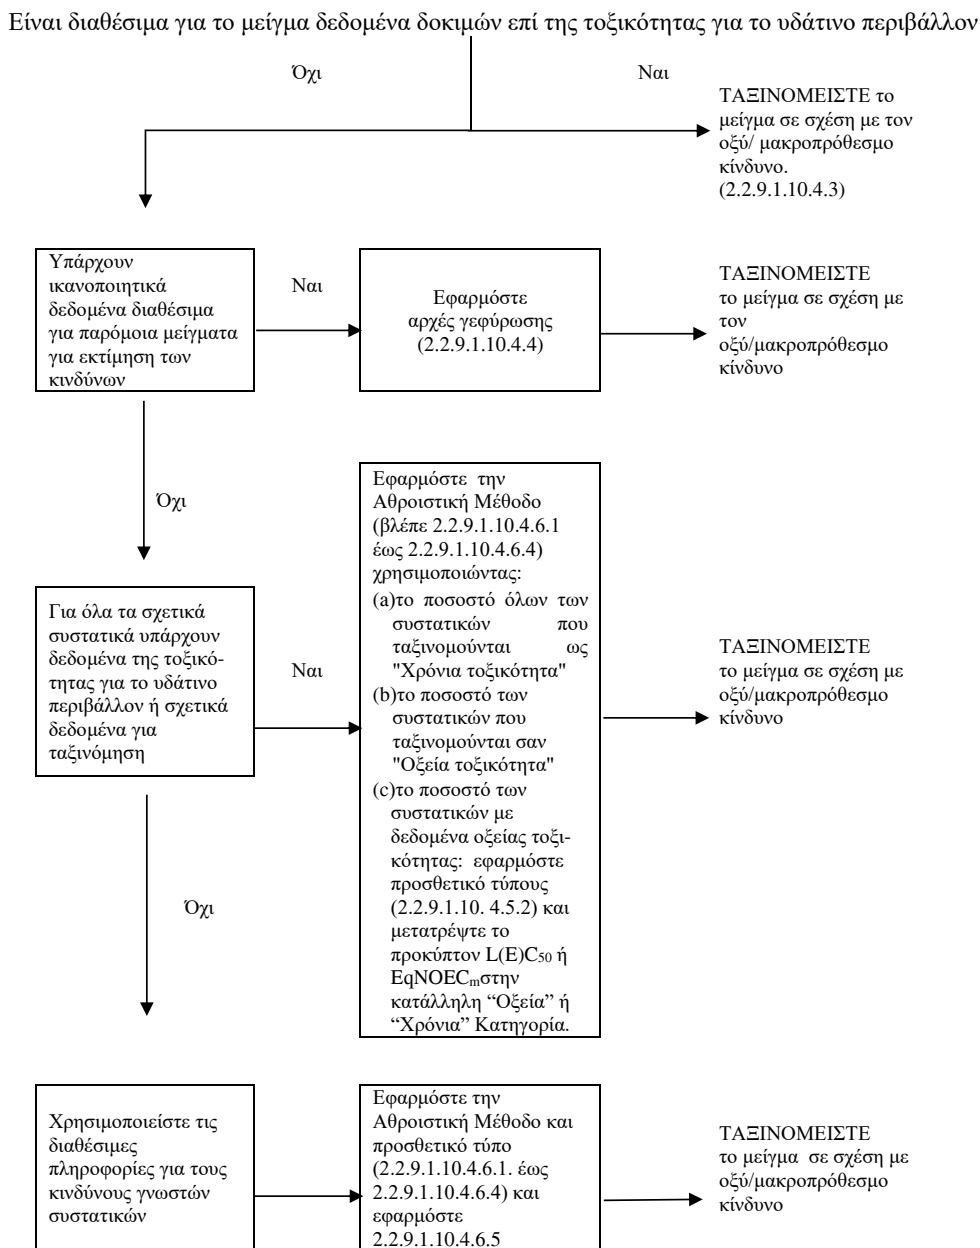 Είναι διαθέσιμα για το μείγμα δεδομένα δοκιμών επί της τοξικότητας για το υδάτινο περιβάλλον
Όχι
Ναι
ΤΑΞΙΝΟΜΕΙΣΤΕ το
μείγμα σε σχέση με τον
οξύ/ μακροπρόθεσμο
κίνδυνο.
(2.2.9.1.10.4.3)
Υπάρχουν
ικανοποιητικά
δεδομένα διαθέσιμα
για παρόμοια μείγματα
για εκτίμηση των
κινδύνων
Ναι
Εφαρμόστε
αρχές γεφύρωσης
(2.2.9.1.10.4.4)
ΤΑΞΙΝΟΜΕΙΣΤΕ
το μείγμα σε σχέση με
τον
οξύ/μακροπρόθεσμο
κίνδυνο
Όχι
Για όλα τα σχετικά
συστατικά υπάρχουν
δεδομένα της τοξικό-
τητας για το υδάτινο
περιβάλλον ή σχετικά
δεδομένα για
ταξινόμηση
Ναι
Εφαρμόστε την
Αθροιστική Μέθοδο
(βλέπε 2.2.9.1.10.4.6.1
έως 2.2.9.1.10.4.6.4)
χρησιμοποιώντας:
(a)το ποσοστό όλων των
συστατικών που
ταξινομούνται ως
"Χρόνια τοξικότητα"
(b)το ποσοστό των
συστατικών που
ταξινομούνται σαν
"Οξεία τοξικότητα"
(c)το ποσοστό των
συστατικών με
δεδομένα οξείας τοξι-
κότητας: εφαρμόστε
προσθετικό τύπους
(2.2.9.1.10. 4.5.2) και
μετατρέψτε το
προκύπτον L(E)C₅₀ ή
EqNOECₘστην
κατάλληλη “Οξεία” ή
“Χρόνια” Κατηγορία.
ΤΑΞΙΝΟΜΕΙΣΤΕ
το μείγμα σε σχέση με
οξύ/μακροπρόθεσμο
κίνδυνο
Όχι
Χρησιμοποιείστε τις
διαθέσιμες
πληροφορίες για τους
κινδύνους γνωστών
συστατικών
Εφαρμόστε την
Αθροιστική Μέθοδο και
προσθετικό τύπο
(2.2.9.1.10.4.6.1. έως
2.2.9.1.10.4.6.4) και
εφαρμόστε
2.2.9.1.10.4.6.5
ΤΑΞΙΝΟΜΕΙΣΤΕ
το μείγμα σε σχέση με
οξύ/μακροπρόθεσμο
κίνδυνο